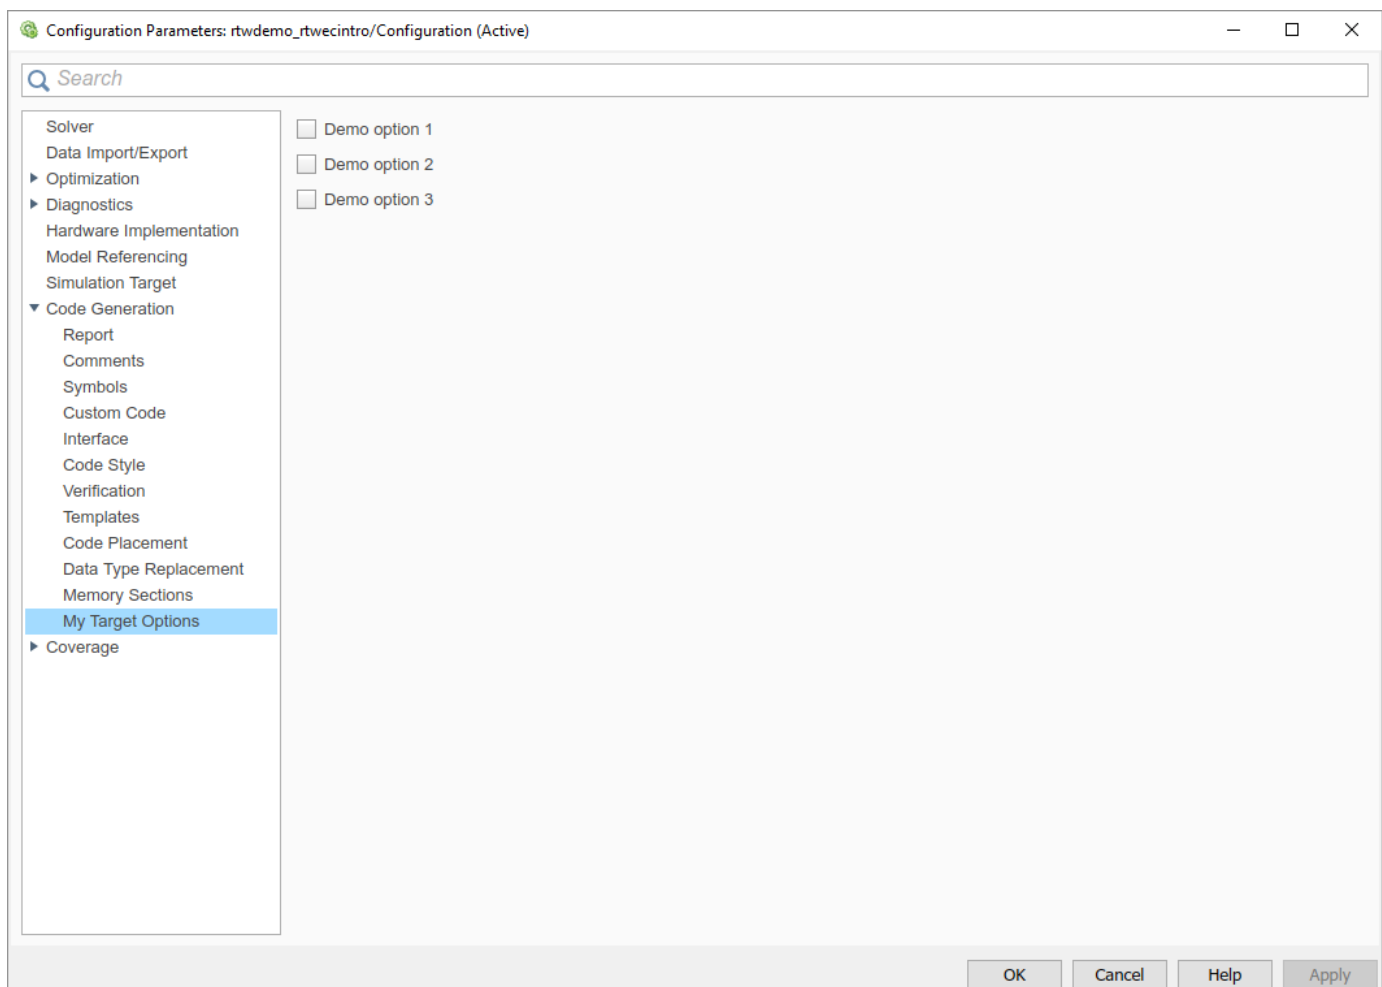 Configuration Parameters: rtwdemo_rtwecintro/Configuration (Active)
Search
Solver
Data Import/Export
Optimization
Diagnostics
Hardware Implementation
Model Referencing
Simulation Target
Code Generation
Report
Comments
Symbols
Custom Code
Interface
Code Style
Verification
Templates
Code Placement
Data Type Replacement
Memory Sections
My Target Options
Coverage
Demo option 1
Demo option 2
Demo option 3
OK
Cancel
Help
Apply